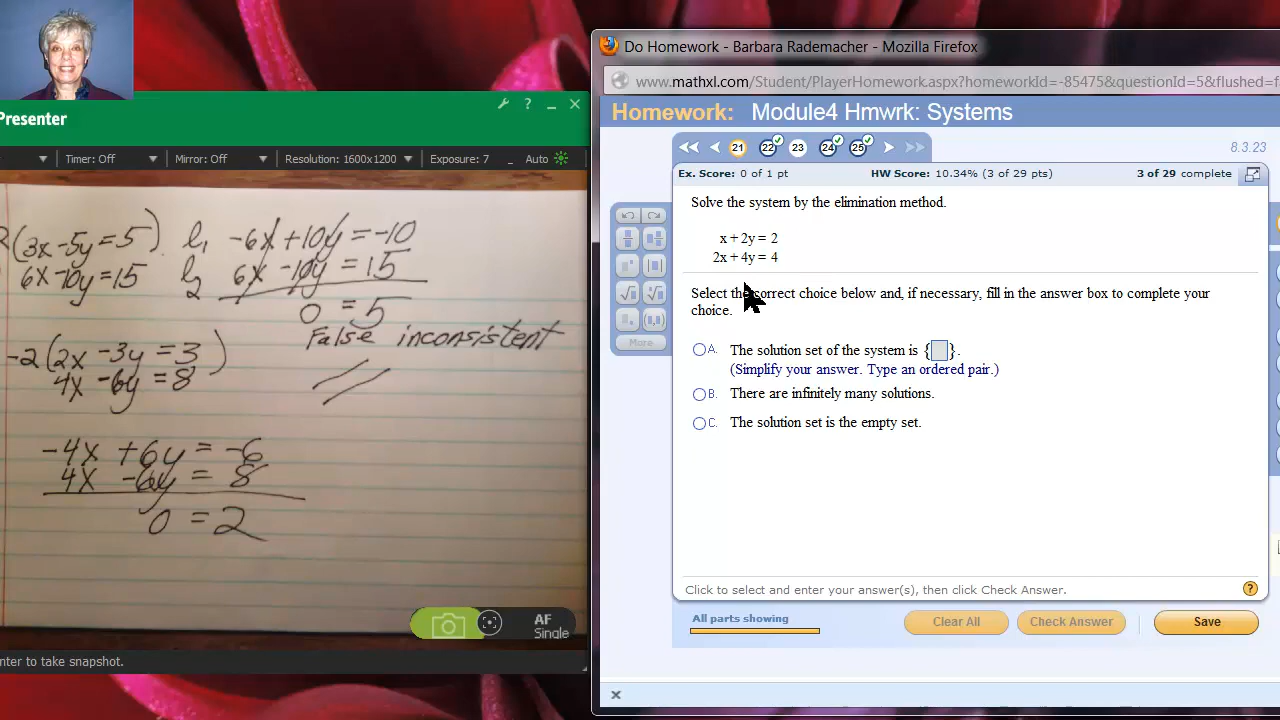 Presenter
Timer: Off Mirror: Off Resolution: 1600x1200 Exposure: 7 Auto
(3x -5y =5) l1 -6x +10y = -10
6x -10y =15 l2 6x -10y = 15
0 = 5
False inconsistent
-2(2x -3y = 3)
4x -6y = 8
-4x +6y = -6
4x -6y = 8
0 = 2
AF
Single
nter to take snapshot.
Do Homework - Barbara Rademacher - Mozilla Firefox
www.mathxl.com/Student/PlayerHomework.aspx?homeworkId=-85475&questionId=5&flushed=f
Homework: Module4 Hmwrk: Systems
21 22 23 24 25 8.3.23
Ex. Score: 0 of 1 pt HW Score: 10.34% (3 of 29 pts) 3 of 29 complete
Solve the system by the elimination method.
x + 2y = 2
2x + 4y = 4
Select the correct choice below and, if necessary, fill in the answer box to complete your
choice.
A. The solution set of the system is { }.
(Simplify your answer. Type an ordered pair.)
B. There are infinitely many solutions.
C. The solution set is the empty set.
More
Click to select and enter your answer(s), then click Check Answer. ?
All parts showing Clear All Check Answer Save